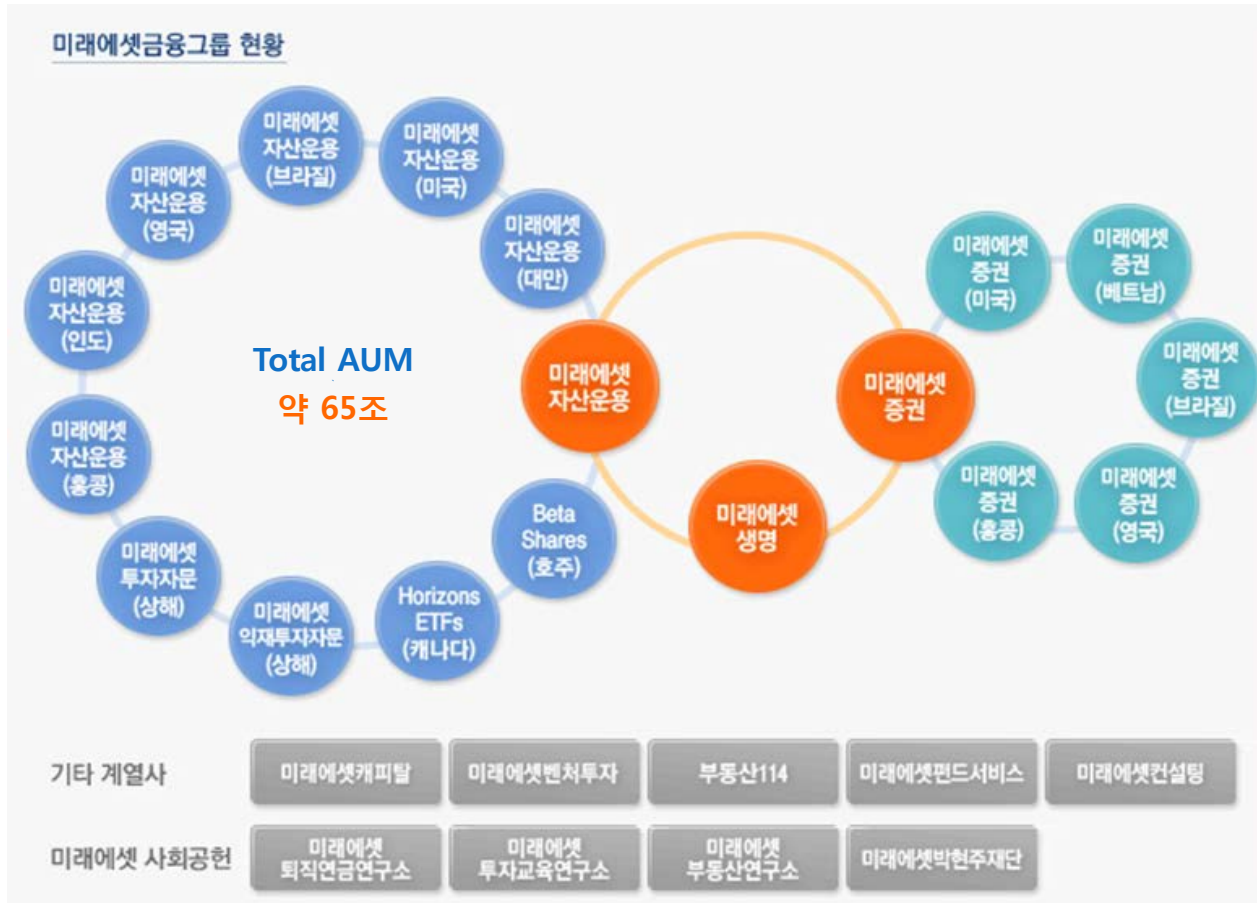 미래에셋금융그룹 현황
미래에셋
자산운용
(브라질)
미래에셋
자산운용
(미국)
미래에셋
자산운용
(영국)
미래에셋
자산운용
(대만)
미래에셋
자산운용
(인도)
미래에셋
자산운용
(홍콩)
미래에셋
투자자문
(상해)
미래에셋
익재투자자문
(상해)
Horizons
ETFs
(캐나다)
Beta
Shares
(호주)
Total AUM
약 65조
미래에셋
자산운용
미래에셋
증권
미래에셋
생명
미래에셋
증권
(미국)
미래에셋
증권
(베트남)
미래에셋
증권
(브라질)
미래에셋
증권
(영국)
미래에셋
증권
(홍콩)
기타 계열사
미래에셋캐피탈
미래에셋벤처투자
부동산114
미래에셋펀드서비스
미래에셋컨설팅
미래에셋 사회공헌
미래에셋
퇴직연금연구소
미래에셋
투자교육연구소
미래에셋
부동산연구소
미래에셋박현주재단